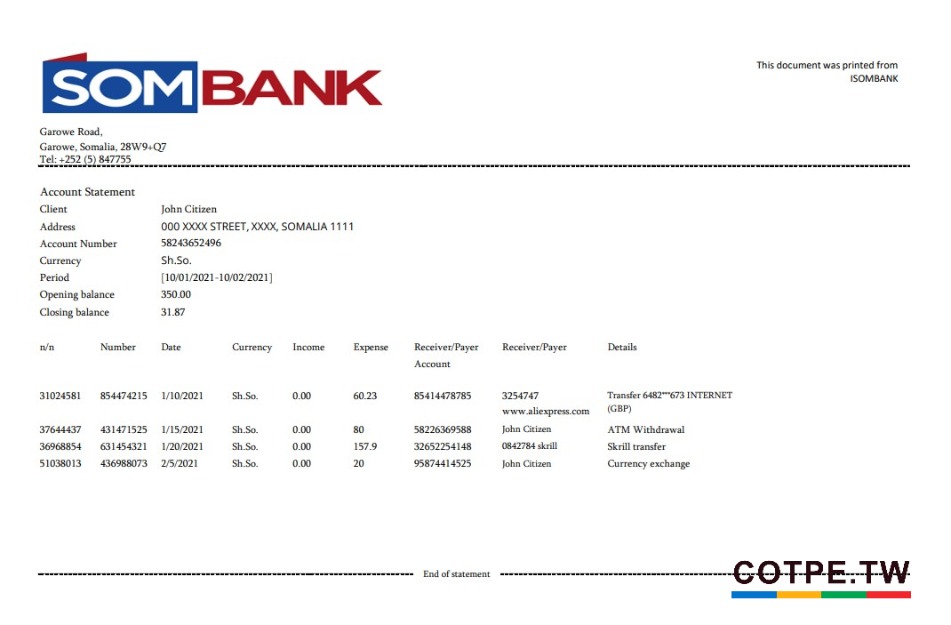 SOMBANK
This document was printed from
ISOMBANK
Garowe Road,
Garowe, Somalia, 28W9+Q7
Tel: +252 (5) 847755
Account Statement
Client John Citizen
Address 000 XXXX STREET, XXXX, SOMALIA 1111
Account Number 58243652496
Currency Sh.So.
Period [10/01/2021-10/02/2021]
Opening balance 350.00
Closing balance 31.87
n/n Number Date Currency Income Expense Receiver/Payer Receiver/Payer Details
Account
31024581 854474215 1/10/2021 Sh.So. 0.00 60.23 85414478785 3254747 Transfer 6482***673 INTERNET
www.aliexpress.com (GBP)
37644437 431471525 1/15/2021 Sh.So. 0.00 80 58226369588 John Citizen ATM Withdrawal
36968854 631454321 1/20/2021 Sh.So. 0.00 157.9 32652254148 0842784 skrill Skrill transfer
51038013 436988073 2/5/2021 Sh.So. 0.00 20 95874414525 John Citizen Currency exchange
End of statement
COTPE.TW